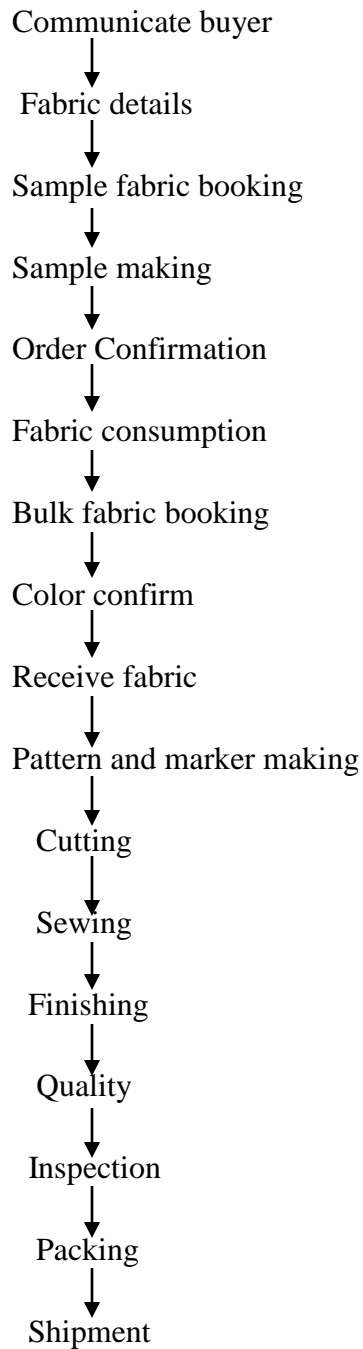 Communicate buyer
Fabric details
Sample fabric booking
Sample making
Order Confirmation
Fabric consumption
Bulk fabric booking
Color confirm
Receive fabric
Pattern and marker making
Cutting
Sewing
Finishing
Quality
Inspection
Packing
Shipment